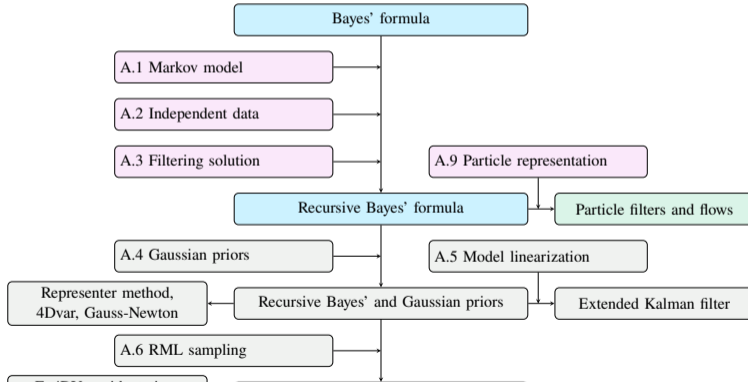 Bayes' formula
A.1 Markov model
A.2 Independent data
A.3 Filtering solution
A.9 Particle representation
Recursive Bayes' formula
Particle filters and flows
A.4 Gaussian priors
A.5 Model linearization
Representer method,
4Dvar, Gauss-Newton
Recursive Bayes' and Gaussian priors
Extended Kalman filter
A.6 RML sampling